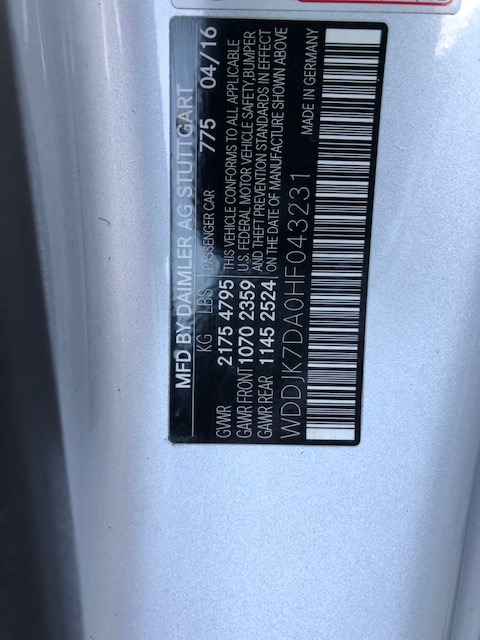 MFD BY DAIMLER AG STUTTGART 775 04/16
KG LBS PASSENGER CAR
GVWR 2175 4795 THIS VEHICLE CONFORMS TO ALL APPLICABLE
GAWR FRONT 1070 2359 U.S. FEDERAL MOTOR VEHICLE SAFETY,BUMPER
GAWR REAR 1145 2524 AND THEFT PREVENTION STANDARDS IN EFFECT
ON THE DATE OF MANUFACTURE SHOWN ABOVE
WDDJK7DA0HF043231 MADE IN GERMANY